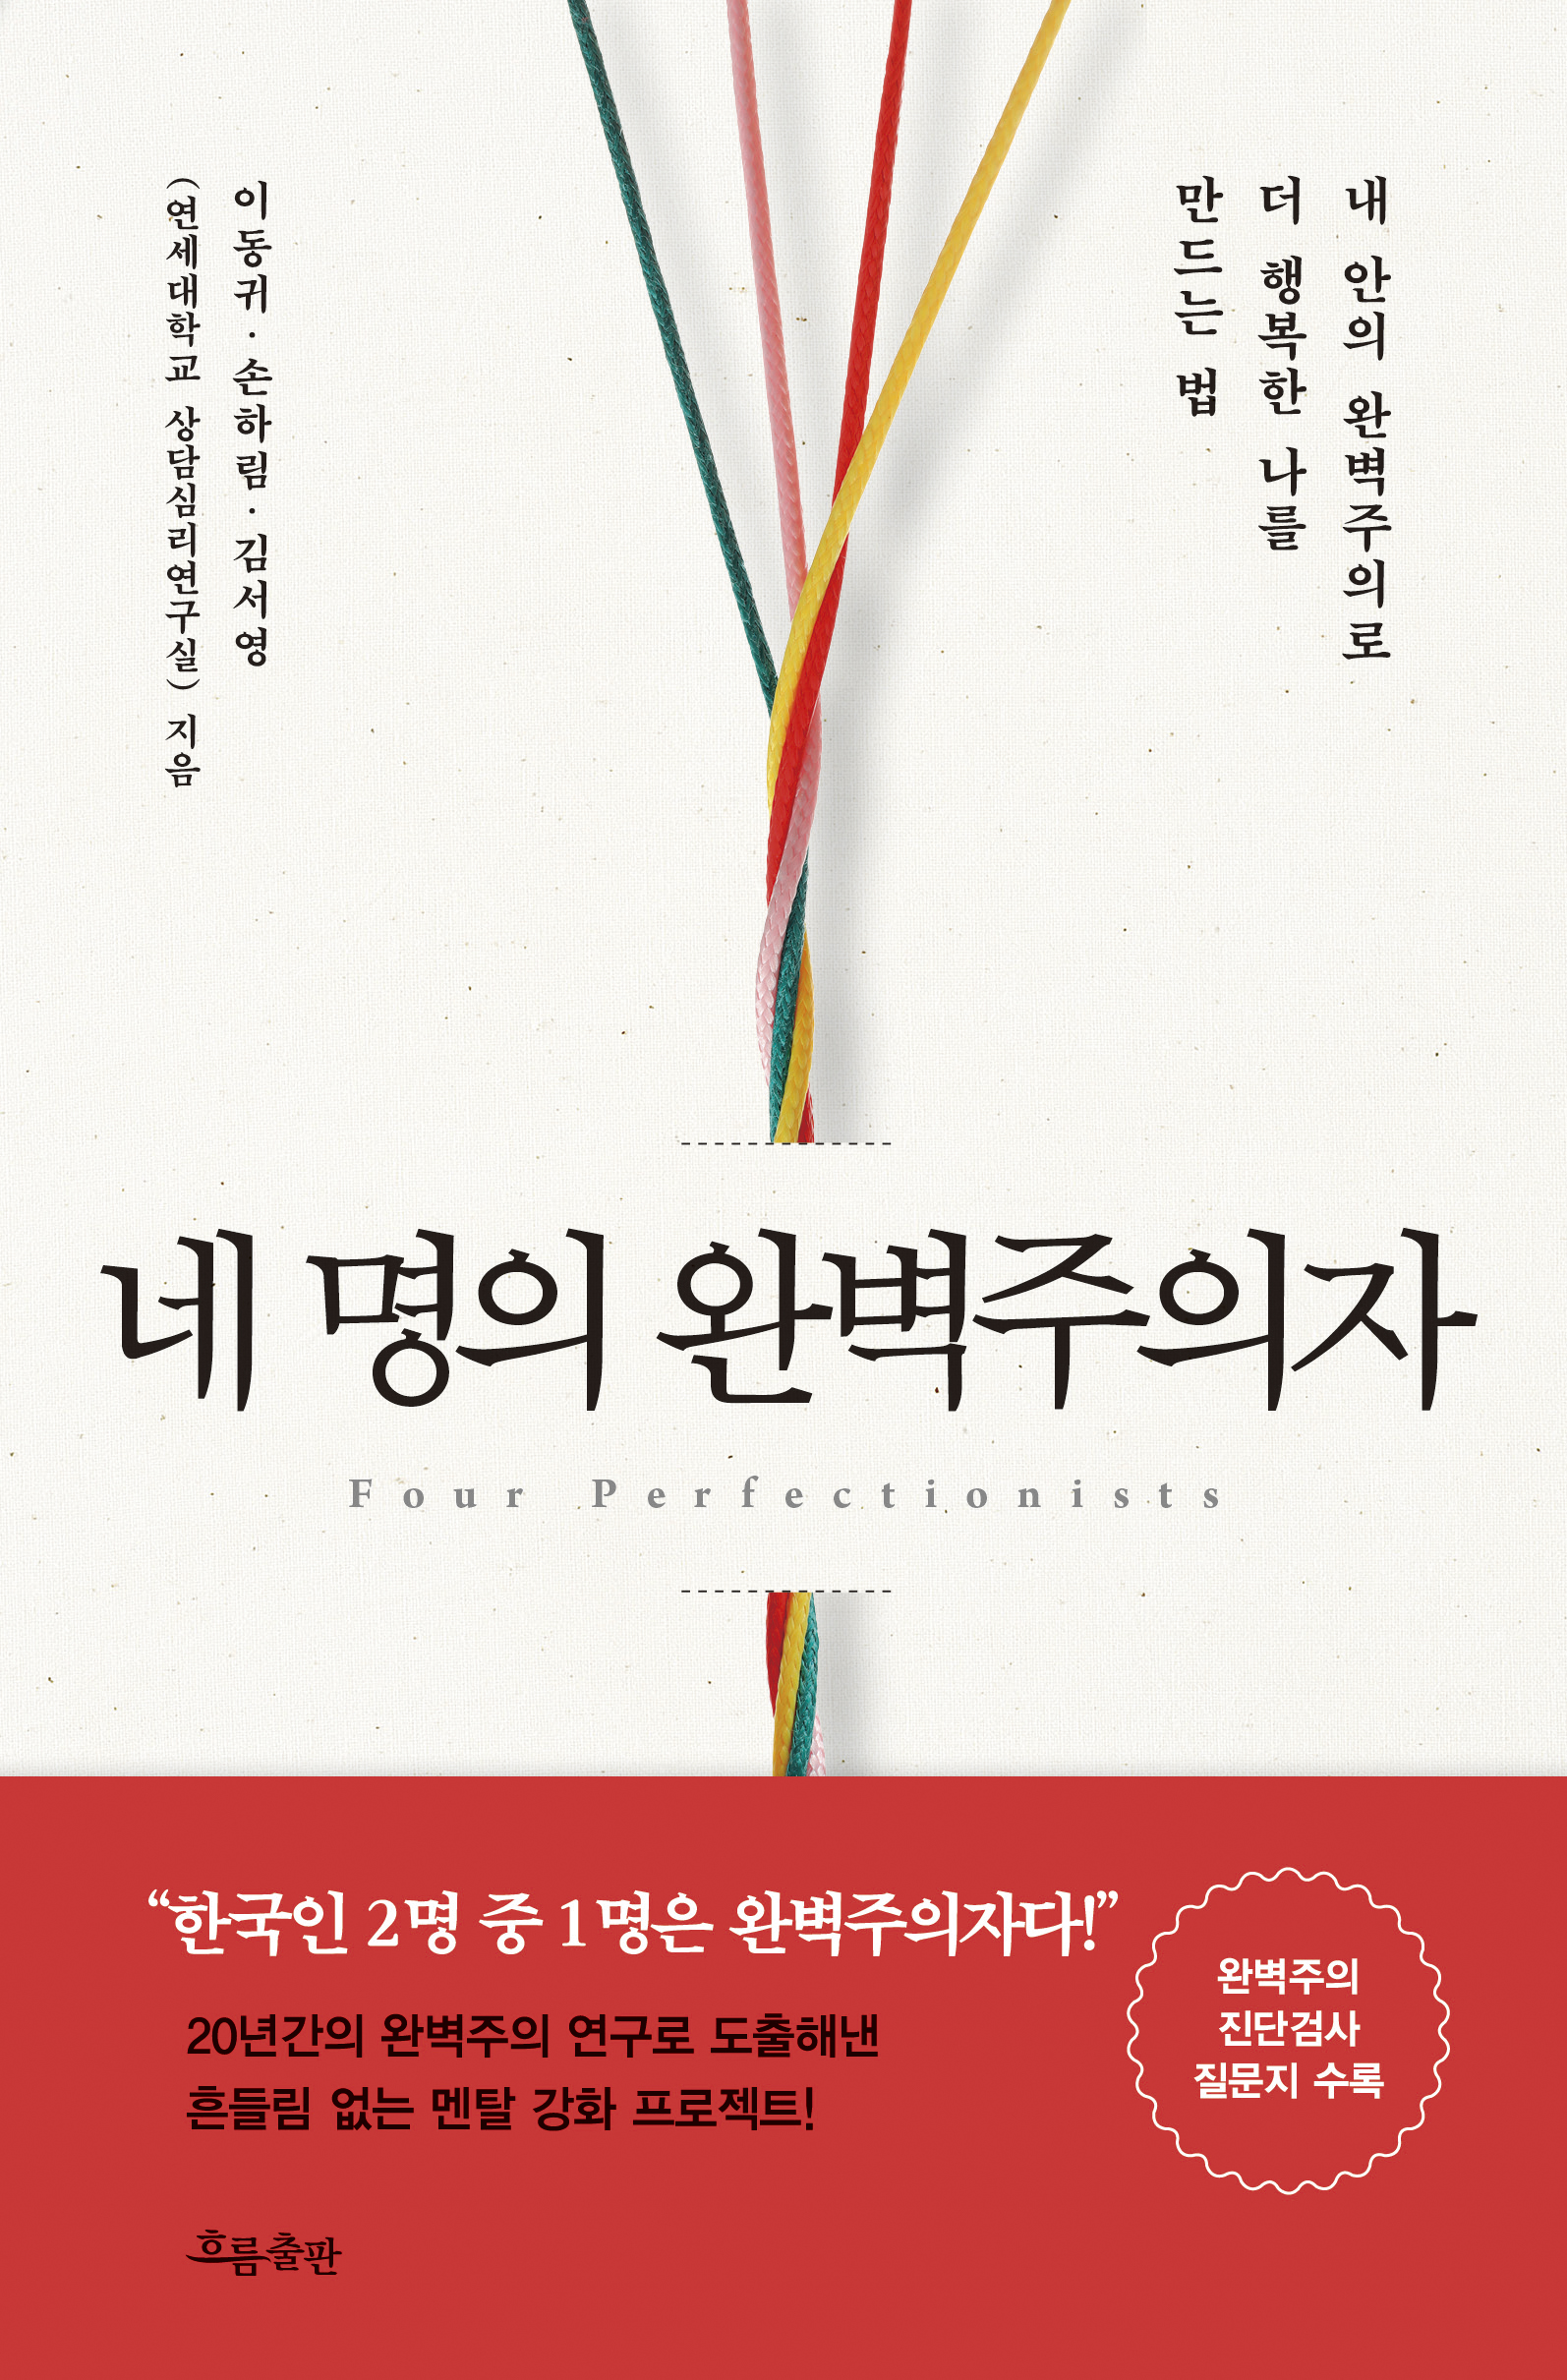 내 안의 완벽주의로
더 행복한 나를
만드는 법
이동귀·손하림·김서영
(연세대학교 상담심리연구실) 지음
네 명의 완벽주의자
Four Perfectionists
“한국인 2명 중 1명은 완벽주의자다!”
20년간의 완벽주의 연구로 도출해낸
흔들림 없는 멘탈 강화 프로젝트!
완벽주의
진단검사
질문지 수록
흐름출판